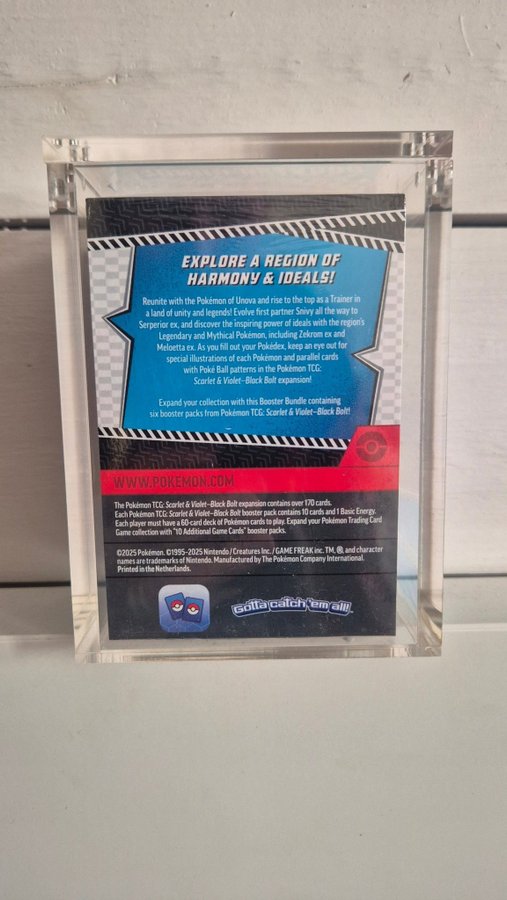 EXPLORE A REGION OF
HARMONY & IDEALS!
Reunite with the Pokémon of Unova and rise to the top as a Trainer in
a land of unity and legends! Evolve first partner Snivy all the way to
Serperior ex, and discover the inspiring power of ideals with the region's
Legendary and Mythical Pokémon, including Zekrom ex and
Meloetta ex. As you fill out your Pokédex, keep an eye out for
special illustrations of each Pokémon and parallel cards
with Poké Ball patterns in the Pokémon TCG:
Scarlet & Violet–Black Bolt expansion!
Expand your collection with this Booster Bundle containing
six booster packs from Pokémon TCG: Scarlet & Violet–Black Bolt!
WWW.POKEMON.COM
The Pokémon TCG: Scarlet & Violet–Black Bolt expansion contains over 170 cards.
Each Pokémon TCG: Scarlet & Violet–Black Bolt booster pack contains 10 cards and 1 Basic Energy.
Each player must have a 60-card deck of Pokémon cards to play. Expand your Pokémon Trading Card
Game collection with "10 Additional Game Cards" booster packs.
©2025 Pokémon. ©1995-2025 Nintendo / Creatures Inc. / GAME FREAK inc. TM, ®, and character
names are trademarks of Nintendo. Manufactured by The Pokémon Company International.
Printed in the Netherlands.
Gotta catch 'em all!™